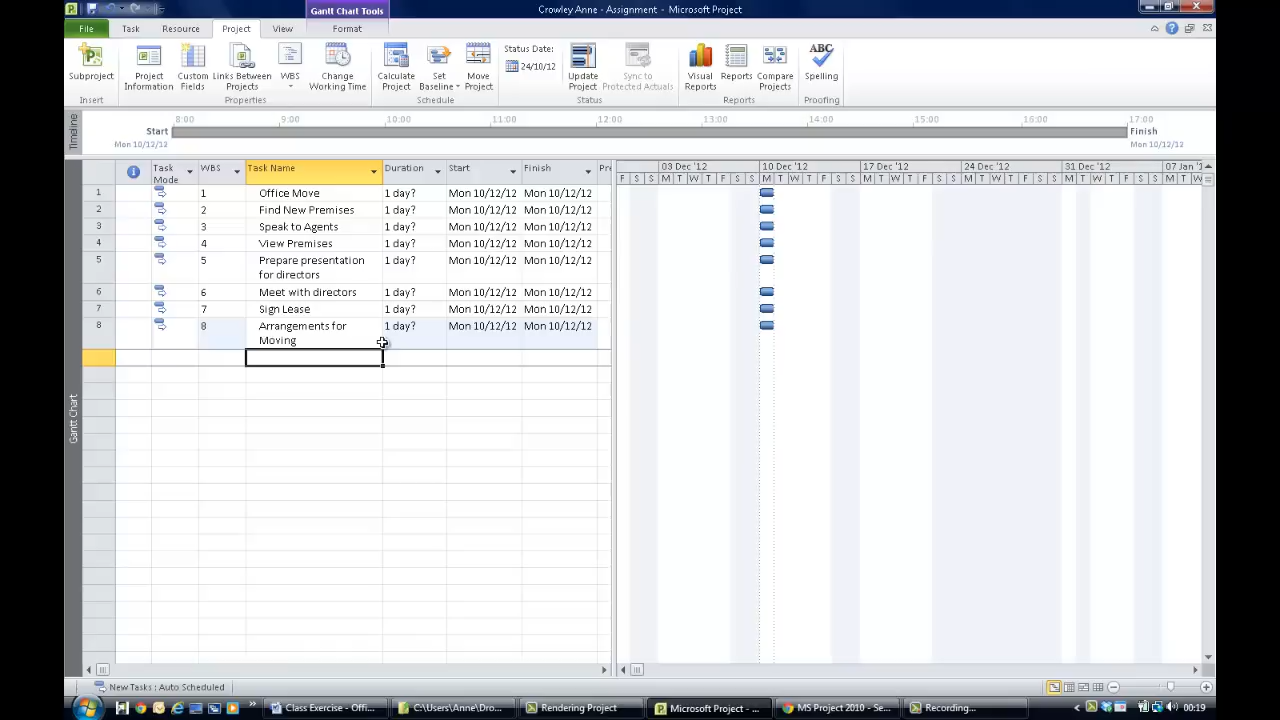 Crowley Anne - Assignment - Microsoft Project
Gantt Chart Tools
File Task Resource Project View Format
Subproject
Project Information
Custom Fields
Links Between Projects
WBS
Change Working Time
Calculate Project
Set Baseline
Move Project
Status Date:
24/10/12
Update Project
Sync to Protected Actuals
Visual Reports
Reports
Compare Projects
ABC
Spelling
Insert Properties Schedule Status Reports Proofing
Timeline
8:00 9:00 10:00 11:00 12:00 13:00 14:00 15:00 16:00 17:00
Start
Mon 10/12/12
Finish
Mon 10/12/12
Task Mode WBS Task Name Duration Start Finish Pre
03 Dec '12 10 Dec '12 17 Dec '12 24 Dec '12 31 Dec '12 07 Jan '1
F S S M T W T F S S M T W T F S S M T W T F S S M T W T F S S M T W T F S S M T W
1 1 Office Move 1 day? Mon 10/12/12 Mon 10/12/12
2 2 Find New Premises 1 day? Mon 10/12/12 Mon 10/12/12
3 3 Speak to Agents 1 day? Mon 10/12/12 Mon 10/12/12
4 4 View Premises 1 day? Mon 10/12/12 Mon 10/12/12
5 5 Prepare presentation for directors 1 day? Mon 10/12/12 Mon 10/12/12
6 6 Meet with directors 1 day? Mon 10/12/12 Mon 10/12/12
7 7 Sign Lease 1 day? Mon 10/12/12 Mon 10/12/12
8 8 Arrangements for Moving 1 day? Mon 10/12/12 Mon 10/12/12
Gantt Chart
New Tasks : Auto Scheduled
Class Exercise - Offi...
C:\Users\Anne\Dro...
Rendering Project
Microsoft Project - ...
MS Project 2010 - Se...
Recording...
00:19